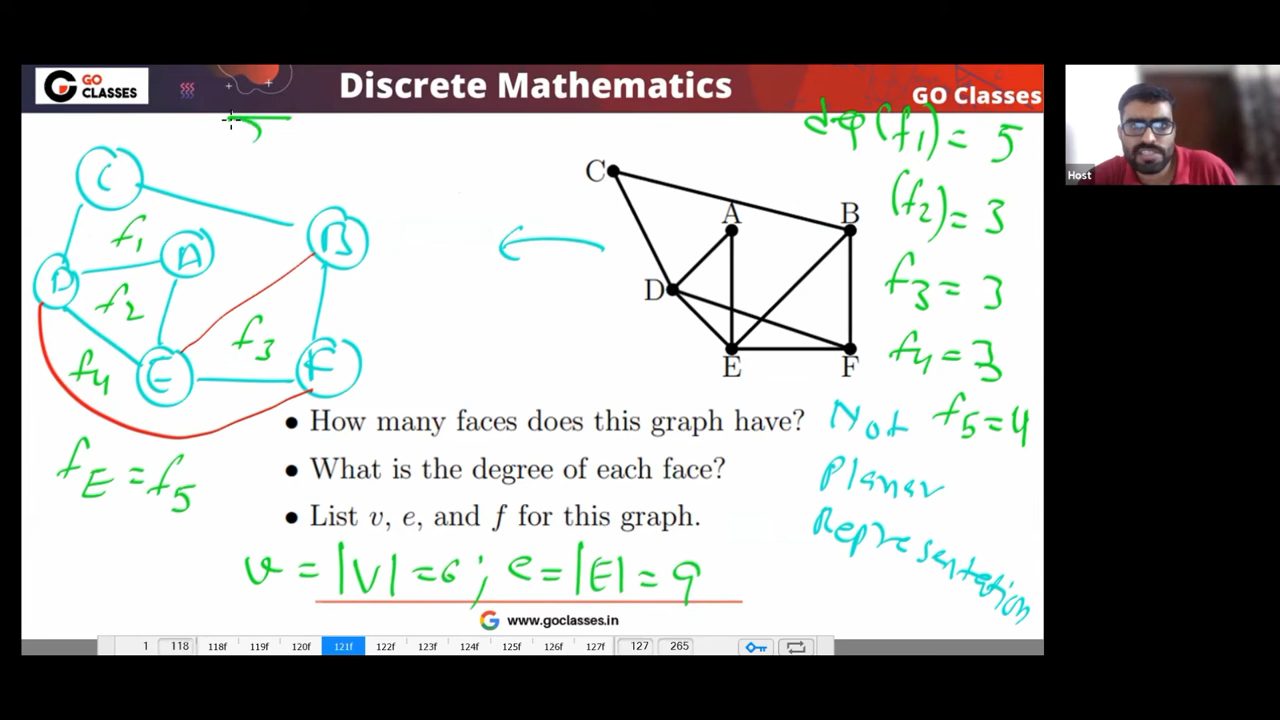 GO
CLASSES
Discrete Mathematics
GO Classes
deg(f1) = 5
(f2) = 3
f3 = 3
f4 = 3
f5 = 4
C
B
D
A
E
F
f1
f2
f3
f4
fE = f5
C
A
B
D
E
F
Not
Planar
Representation
• How many faces does this graph have?
• What is the degree of each face?
• List v, e, and f for this graph.
v = |V| = 6 ; e = |E| = 9
www.goclasses.in
1 118 118f 119f 120f 121f 122f 123f 124f 125f 126f 127f 127 265
Host